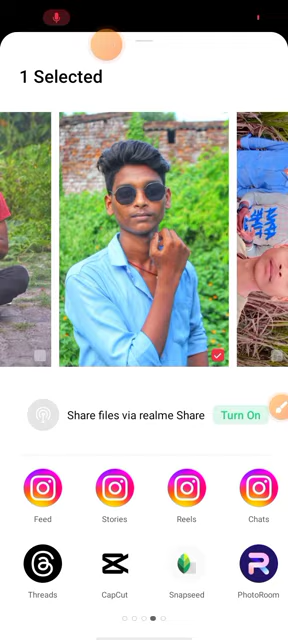 1 Selected
Share files via realme Share
Turn On
Feed
Stories
Reels
Chats
Threads
CapCut
Snapseed
PhotoRoom